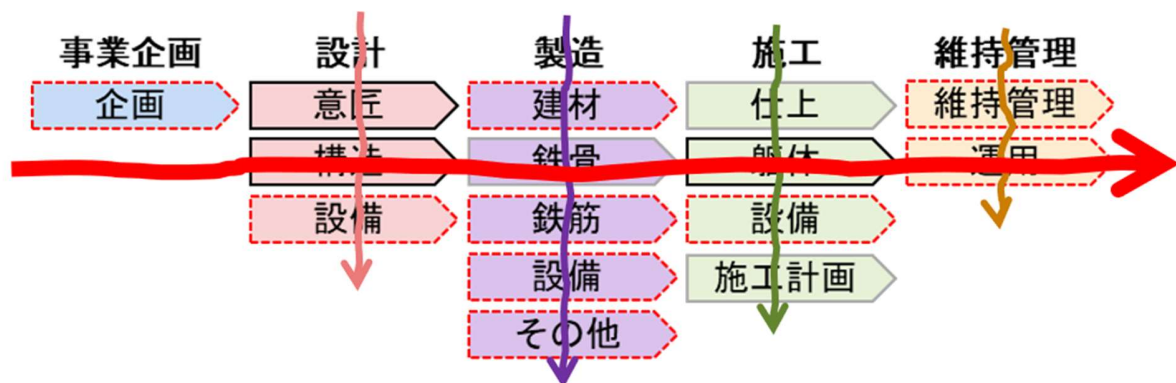 事業企画
企画
設計
意匠
構造
設備
製造
建材
鉄骨
鉄筋
設備
その他
施工
仕上
躯体
設備
施工計画
維持管理
維持管理
運用